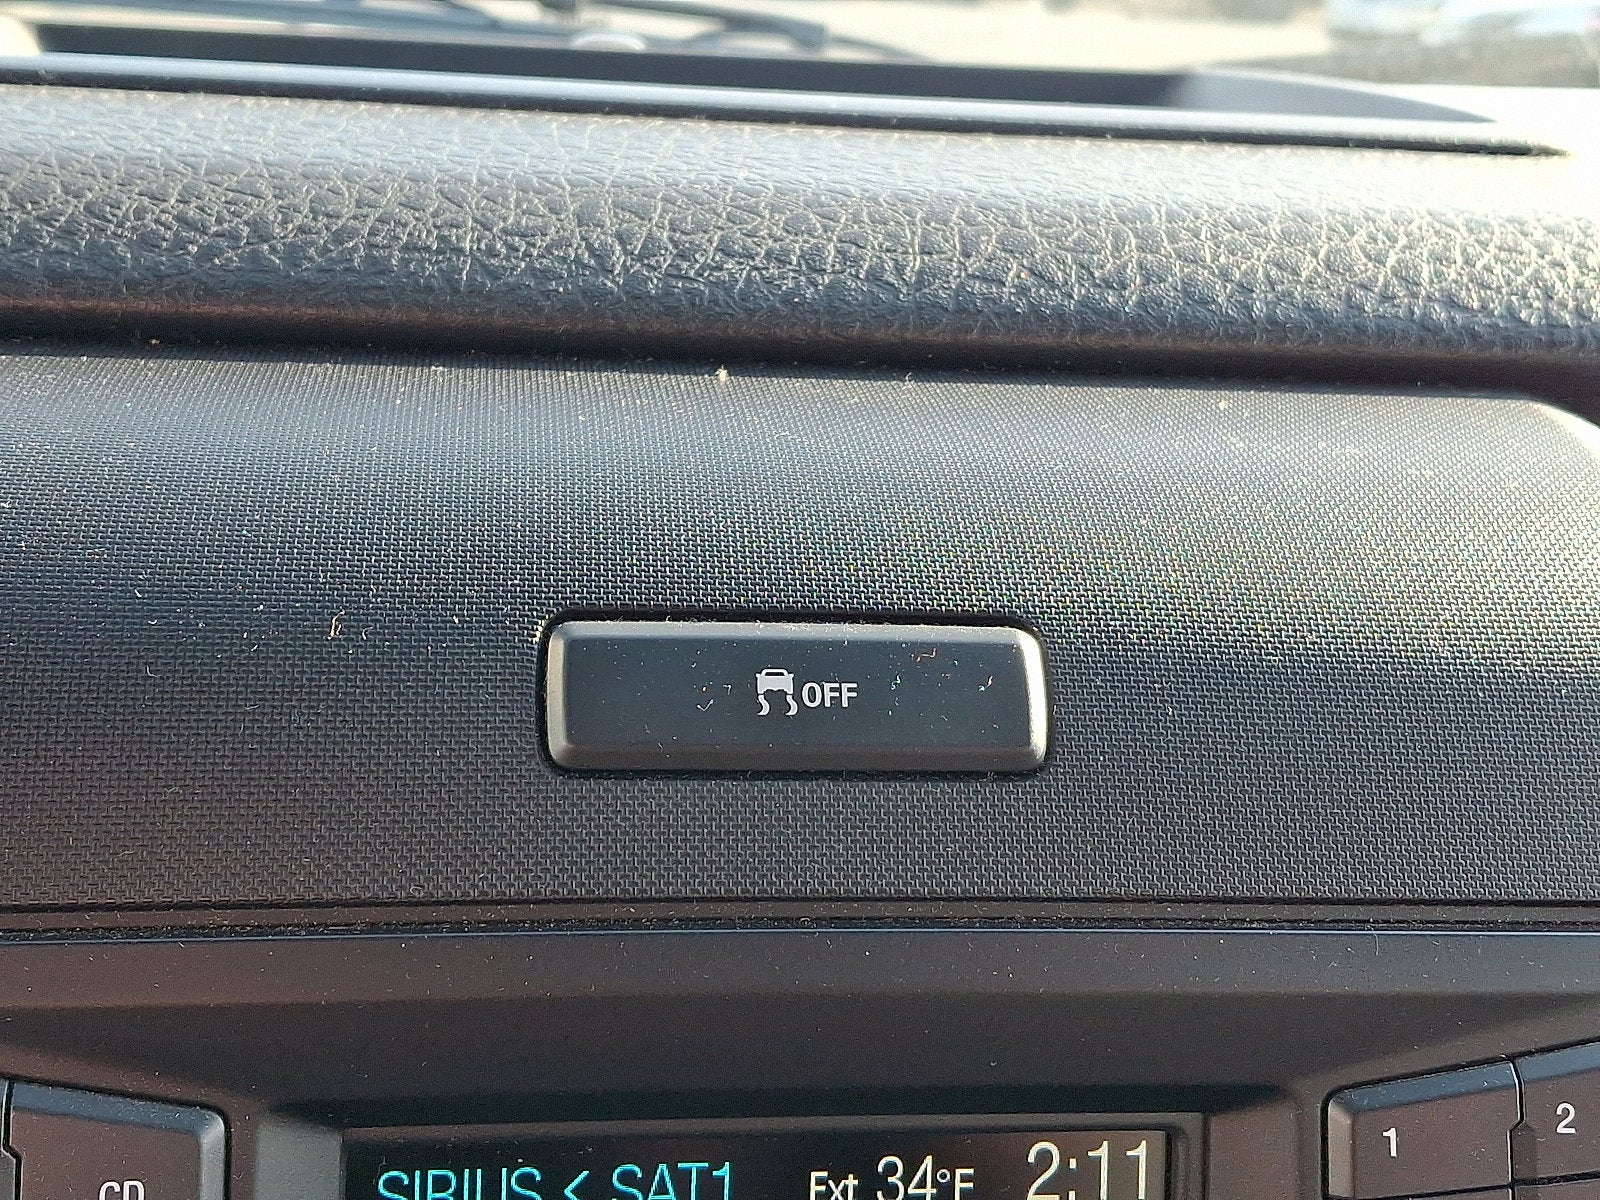 OFF
SIRIUS < SAT1 Ext 34°F 2:11
CD
1
2